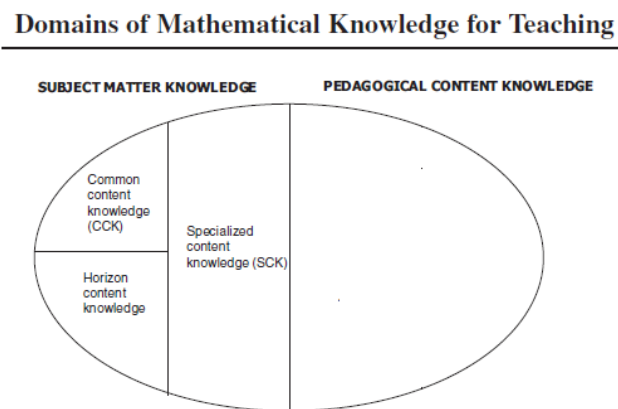 Domains of Mathematical Knowledge for Teaching
SUBJECT MATTER KNOWLEDGE
PEDAGOGICAL CONTENT KNOWLEDGE
Common
content
knowledge
(CCK)
Specialized
content
knowledge (SCK)
Horizon
content
knowledge